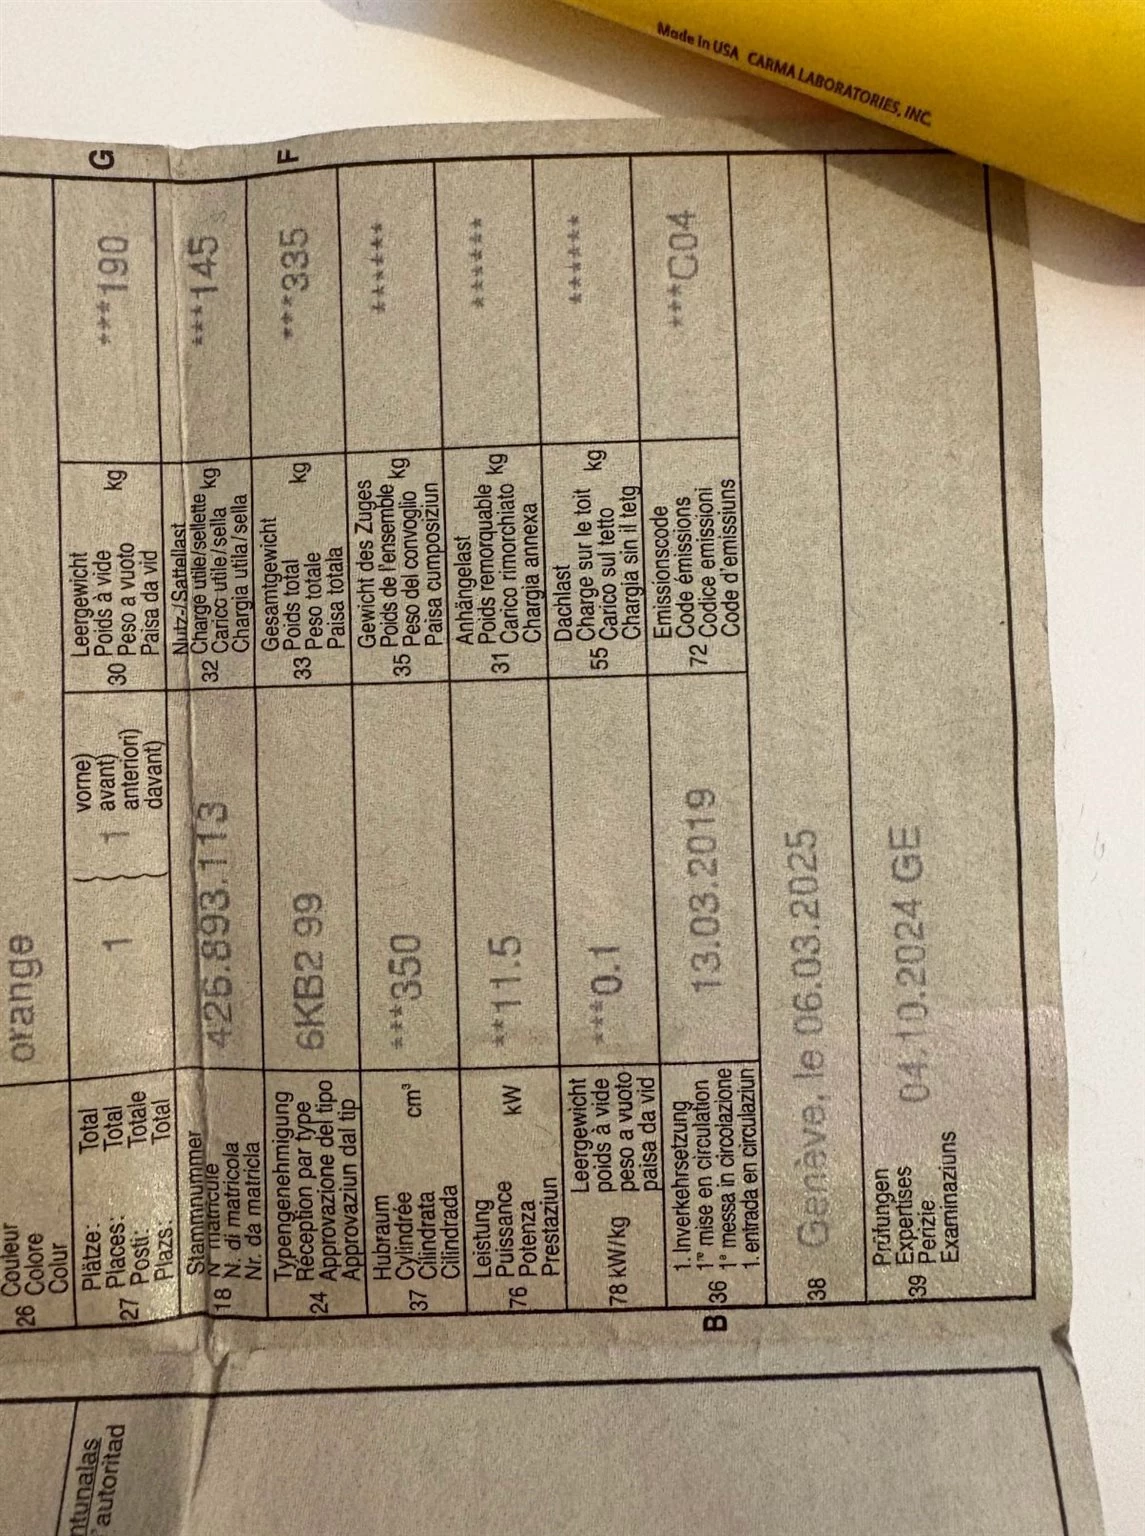 Made in USA CARMA LABORATORIES, INC.
26 Couleur
Colore
Colur
orange
27 Plätze: Total
Places: Total
Posti: Totale
Plazs: Total
1 { 1 vorne)
avant)
anteriori)
davant)
30 Leergewicht
Poids à vide kg
Peso a vuoto
Paisa da vid
***190 G
18 Stammnummer
N° matricule
N. di matricola
Nr. da matricla
426.893.113
32 Nutz-/Sattellast
Charge utile/sellette kg
Carico utile/sella
Chargia utila/sella
***145
24 Typengenehmigung
Réception par type
Approvazione del tipo
Approvaziun dal tip
6KB2 99
33 Gesamtgewicht
Poids total kg
Peso totale
Paisa totala
***335 F
37 Hubraum
Cylindrée cm³
Cilindrata
Cilindrada
***350
35 Gewicht des Zuges
Poids de l'ensemble kg
Peso del convoglio
Paisa cumposiziun
******
76 Leistung
Puissance kW
Potenza
Prestaziun
**11.5
31 Anhängelast
Poids remorquable kg
Carico rimorchiato
Chargia annexa
******
78 kW/kg Leergewicht
poids à vide
peso a vuoto
paisa da vid
***0.1
55 Dachlast
Charge sur le toit kg
Carico sul tetto
Chargia sin il tetg
******
B 36 1. Inverkehrsetzung
1re mise en circulation
1a messa in circolazione
1. entrada en circulaziun
13.03.2019
72 Emissionscode
Code émissions
Codice emissioni
Code d'emissiuns
***C04
38 Genève, le 06.03.2025
39 Prüfungen
Expertises
Perizie
Examinaziuns
04.10.2024 GE
autoritad